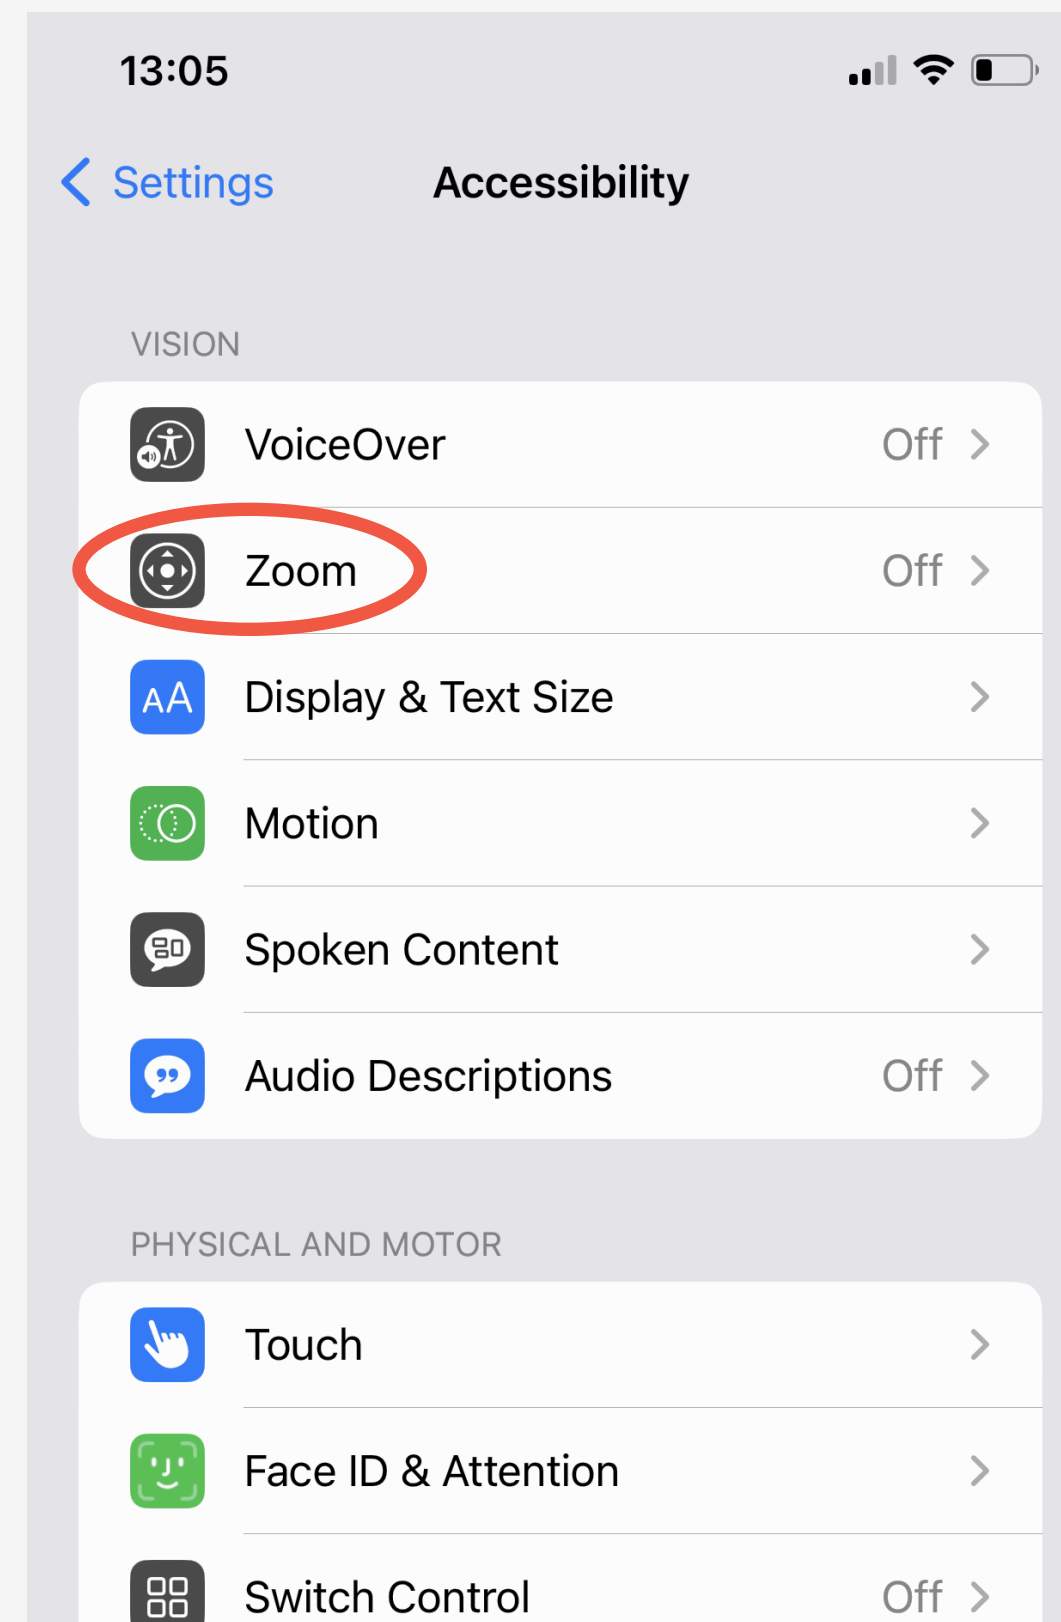 13:05
Settings Accessibility
VISION
VoiceOver Off
Zoom Off
AA Display & Text Size
Motion
Spoken Content
Audio Descriptions Off
PHYSICAL AND MOTOR
Touch
Face ID & Attention
Switch Control Off